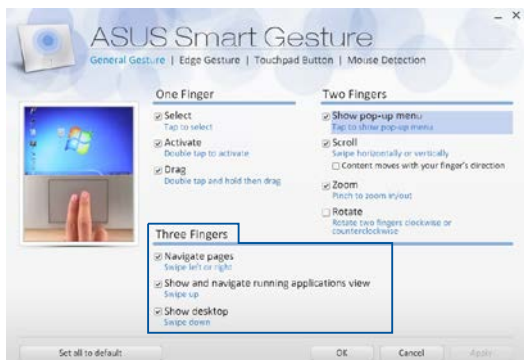 ASUS Smart Gesture
General Gesture | Edge Gesture | Touchpad Button | Mouse Detection
One Finger
Select
Tap to select
Activate
Double tap to activate
Drag
Double tap and hold then drag
Two Fingers
Show pop-up menu
Tap to show pop-up menu
Scroll
Swipe horizontally or vertically
Content moves with your finger's direction
Zoom
Pinch to zoom in/out
Rotate
Rotate two fingers clockwise or
counterclockwise
Three Fingers
Navigate pages
Swipe left or right
Show and navigate running applications view
Swipe up
Show desktop
Swipe down
Set all to default
OK
Cancel
Apply